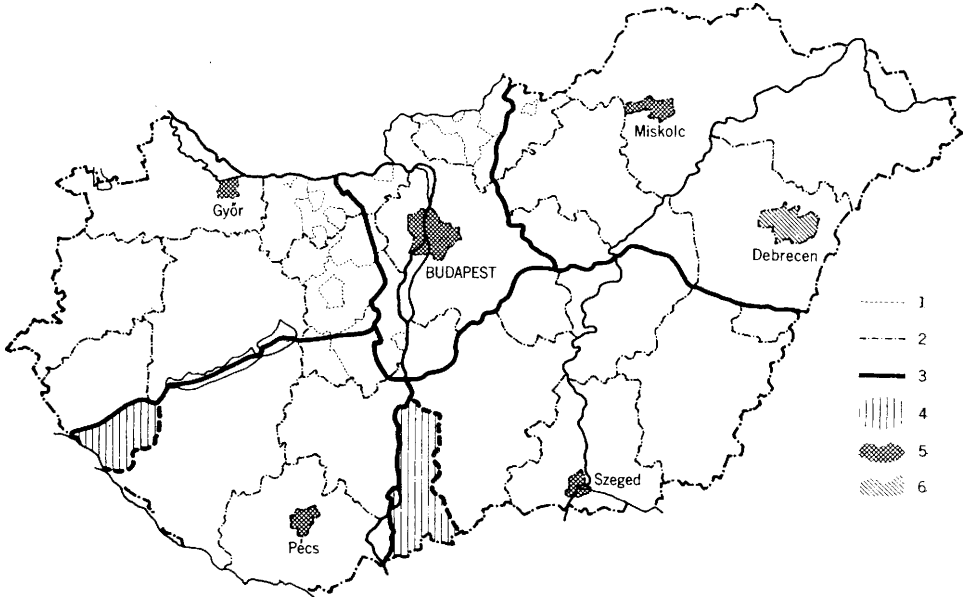 Miskolc
Győr
Debrecen
BUDAPEST
1
2
3
4
5
6
Szeged
Pécs